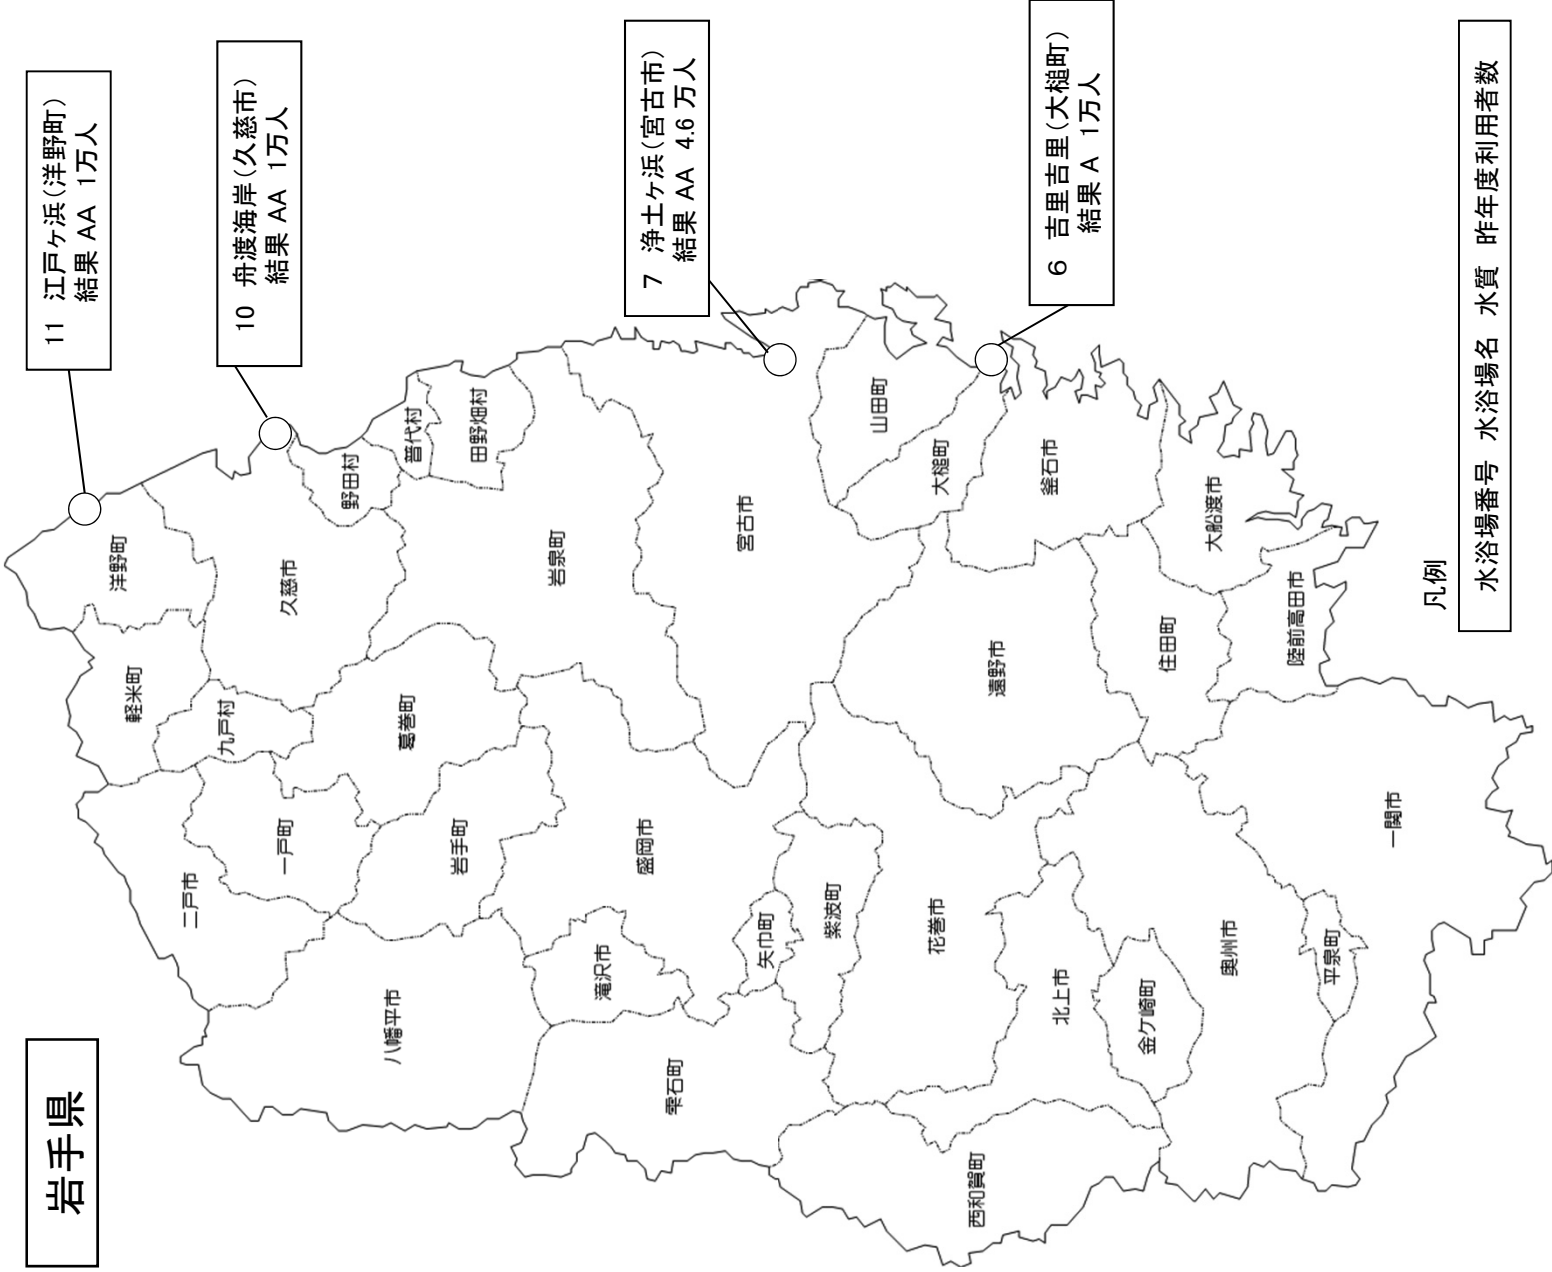 岩手県
11 江戸ヶ浜(洋野町)
結果 AA 1万人
10 舟渡海岸(久慈市)
結果 AA 1万人
7 浄土ヶ浜(宮古市)
結果 AA 4.6 万人
6 吉里吉里(大槌町)
結果 A 1万人
洋野町
軽米町
九戸村
二戸市
一戸町
久慈市
野田村
普代村
田野畑村
葛巻町
岩手町
八幡平市
岩泉町
盛岡市
滝沢市
雫石町
宮古市
矢巾町
紫波町
山田町
大槌町
花巻市
遠野市
釜石市
西和賀町
北上市
金ケ崎町
住田町
大船渡市
奥州市
陸前高田市
平泉町
一関市
凡例
水浴場番号 水浴場名 水質 昨年度利用者数